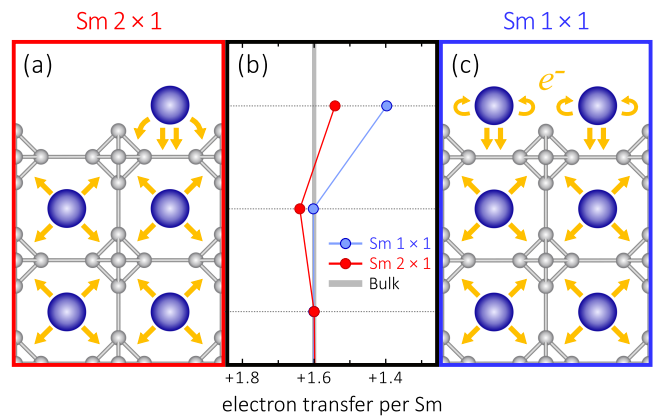 Sm 2 × 1
Sm 1 × 1
(a)
(b)
(c)
e⁻
Sm 1 × 1
Sm 2 × 1
Bulk
+1.8
+1.6
+1.4
electron transfer per Sm